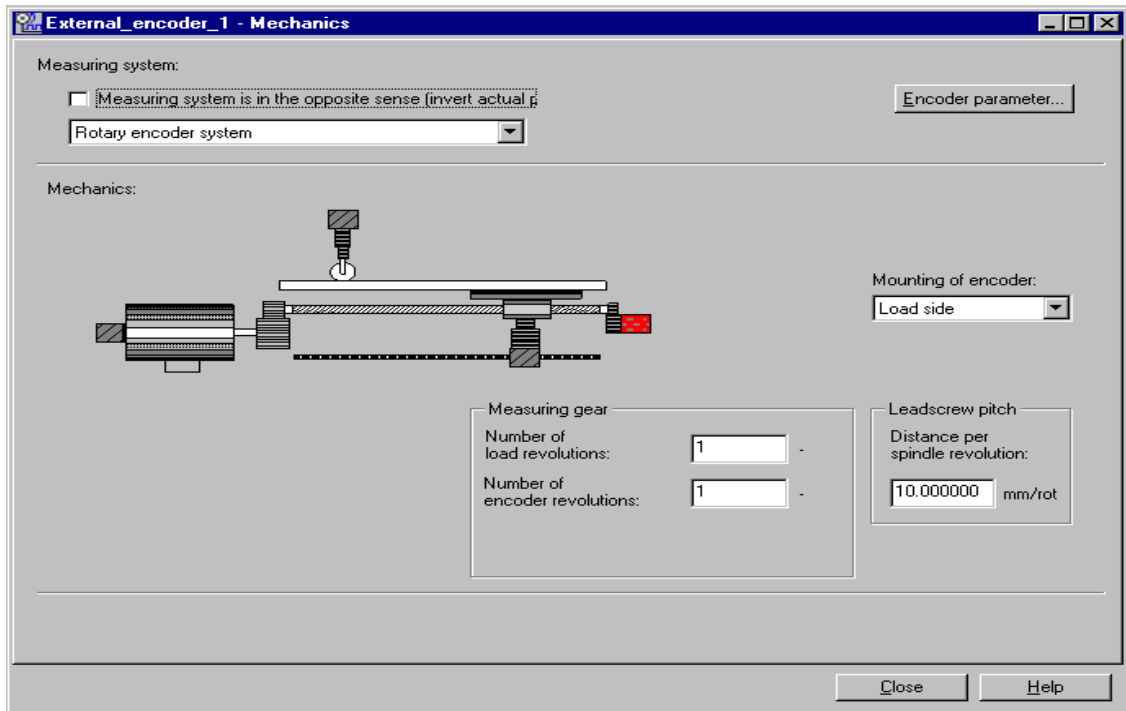 External_encoder_1 - Mechanics
Measuring system:
Measuring system is in the opposite sense (invert actual p
Encoder parameter...
Rotary encoder system
Mechanics:
Mounting of encoder:
Load side
Measuring gear
Leadscrew pitch
Number of
load revolutions:
1 -
Distance per
spindle revolution:
Number of
encoder revolutions:
1 -
10.000000 mm/rot
Close
Help